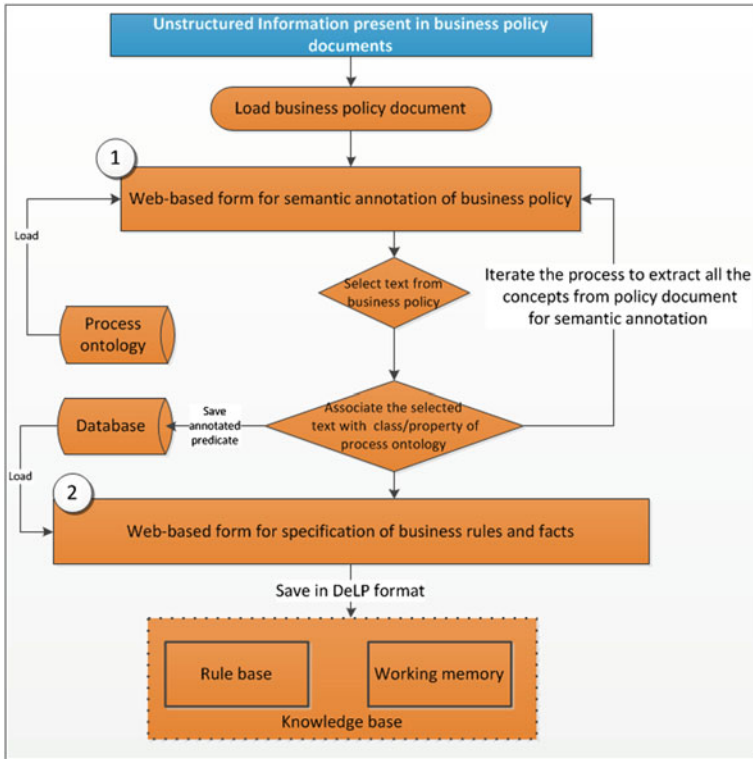 Unstructured Information present in business policy
documents
Load business policy document
1
Web-based form for semantic annotation of business policy
Load
Select text from
business policy
Iterate the process to extract all the
concepts from policy document
for semantic annotation
Process
ontology
Database
Save
annotated
predicate
Associate the selected
text with class/property of
process ontology
Load
2
Web-based form for specification of business rules and facts
Save in DeLP format
Rule base
Working memory
Knowledge base